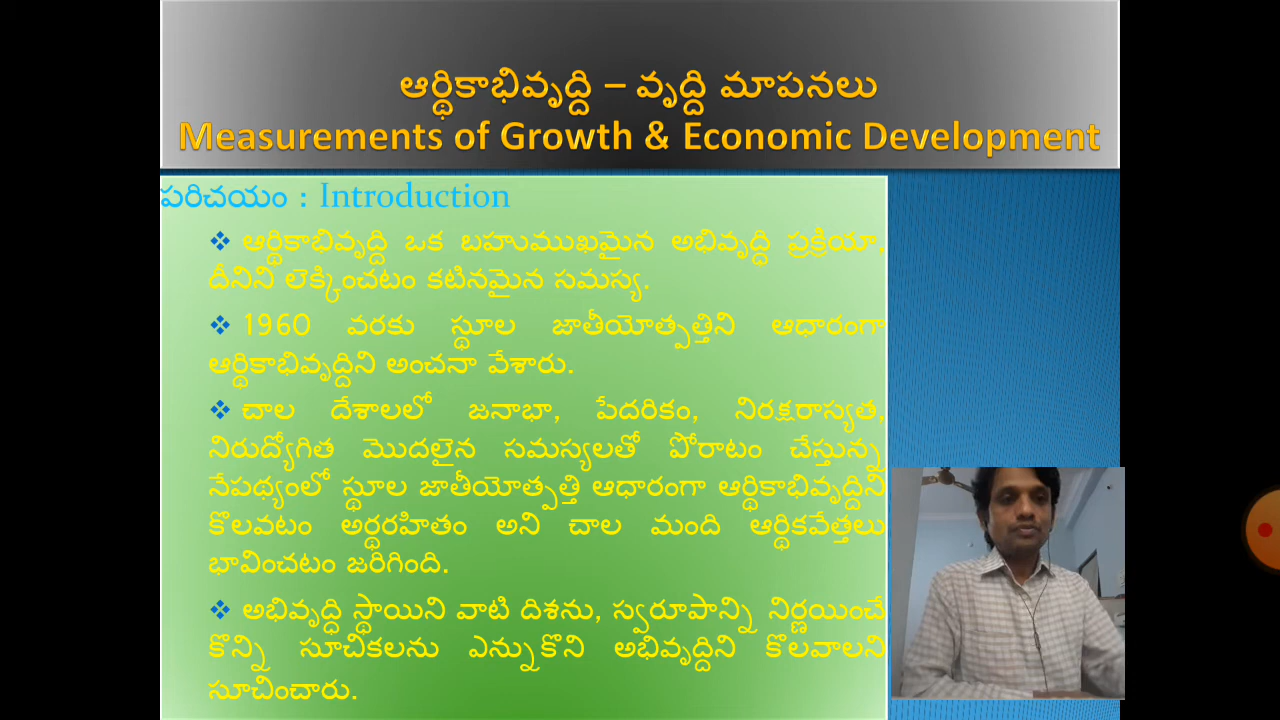 ఆర్థికాభివృద్ది – వృద్ది మాపనలు
Measurements of Growth & Economic Development
పరిచయం : Introduction
❖ ఆర్థికాభివృద్ది ఒక బహుముఖమైన అభివృద్ధి ప్రక్రియా,
దీనిని లెక్కించటం కటినమైన సమస్య.
❖ 1960 వరకు స్థూల జాతీయోత్పత్తిని ఆధారంగా
ఆర్థికాభివృద్దిని అంచనా వేశారు.
❖ చాల దేశాలలో జనాభా, పేదరికం, నిరక్షరాస్యత,
నిరుద్యోగిత మొదలైన సమస్యలతో పోరాటం చేస్తున్న
నేపథ్యంలో స్థూల జాతీయోత్పత్తి ఆధారంగా ఆర్థికాభివృద్దిని
కొలవటం అర్థరహితం అని చాల మంది ఆర్థికవేత్తలు
భావించటం జరిగింది.
❖ అభివృద్ధి స్థాయిని వాటి దిశను, స్వరూపాన్ని నిర్ణయించే
కొన్ని సూచికలను ఎన్నుకొని అభివృద్దిని కొలవాలని
సూచించారు.